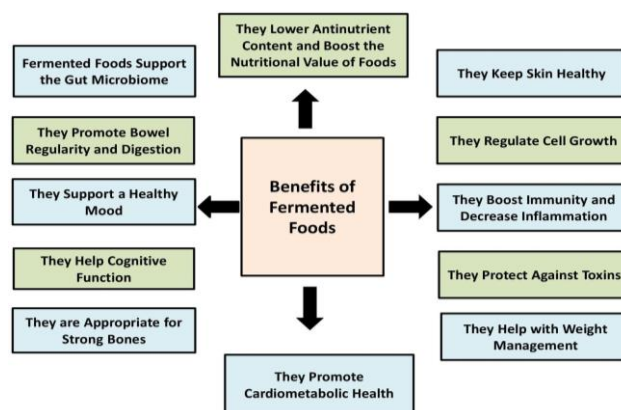 They Lower Antinutrient
Content and Boost the
Nutritional Value of Foods
Fermented Foods Support
the Gut Microbiome
They Promote Bowel
Regularity and Digestion
They Support a Healthy
Mood
They Help Cognitive
Function
They are Appropriate for
Strong Bones
Benefits of
Fermented
Foods
They Keep Skin Healthy
They Regulate Cell Growth
They Boost Immunity and
Decrease Inflammation
They Protect Against Toxins
They Help with Weight
Management
They Promote
Cardiometabolic Health